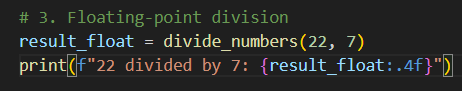 # 3. Floating-point division
result_float = divide_numbers(22, 7)
print(f"22 divided by 7: {result_float:.4f}")